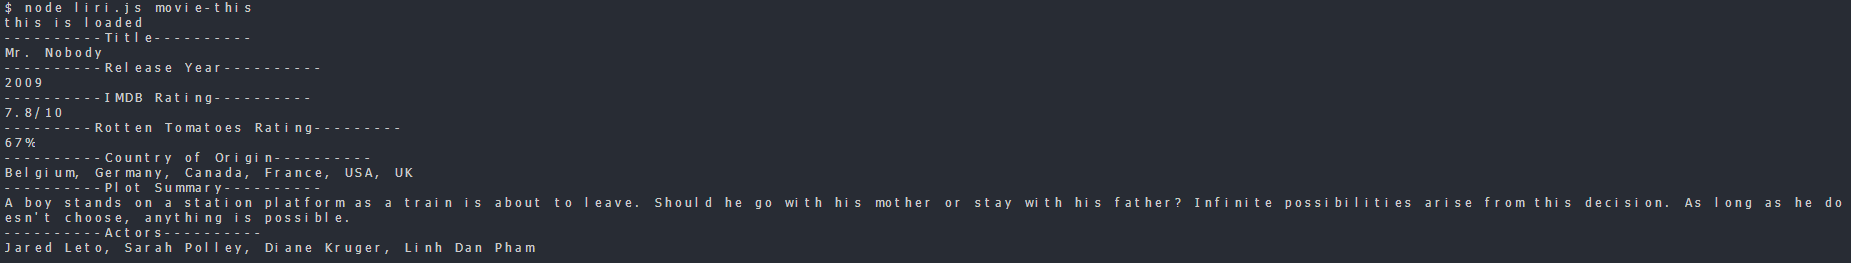 $ node liri.js movie-this
this is loaded
----------Title----------
Mr. Nobody
----------Release Year----------
2009
----------IMDB Rating----------
7.8/10
---------Rotten Tomatoes Rating---------
67%
----------Country of Origin----------
Belgium, Germany, Canada, France, USA, UK
----------Plot Summary----------
A boy stands on a station platform as a train is about to leave. Should he go with his mother or stay with his father? Infinite possibilities arise from this decision. As long as he do
esn't choose, anything is possible.
----------Actors----------
Jared Leto, Sarah Polley, Diane Kruger, Linh Dan Pham